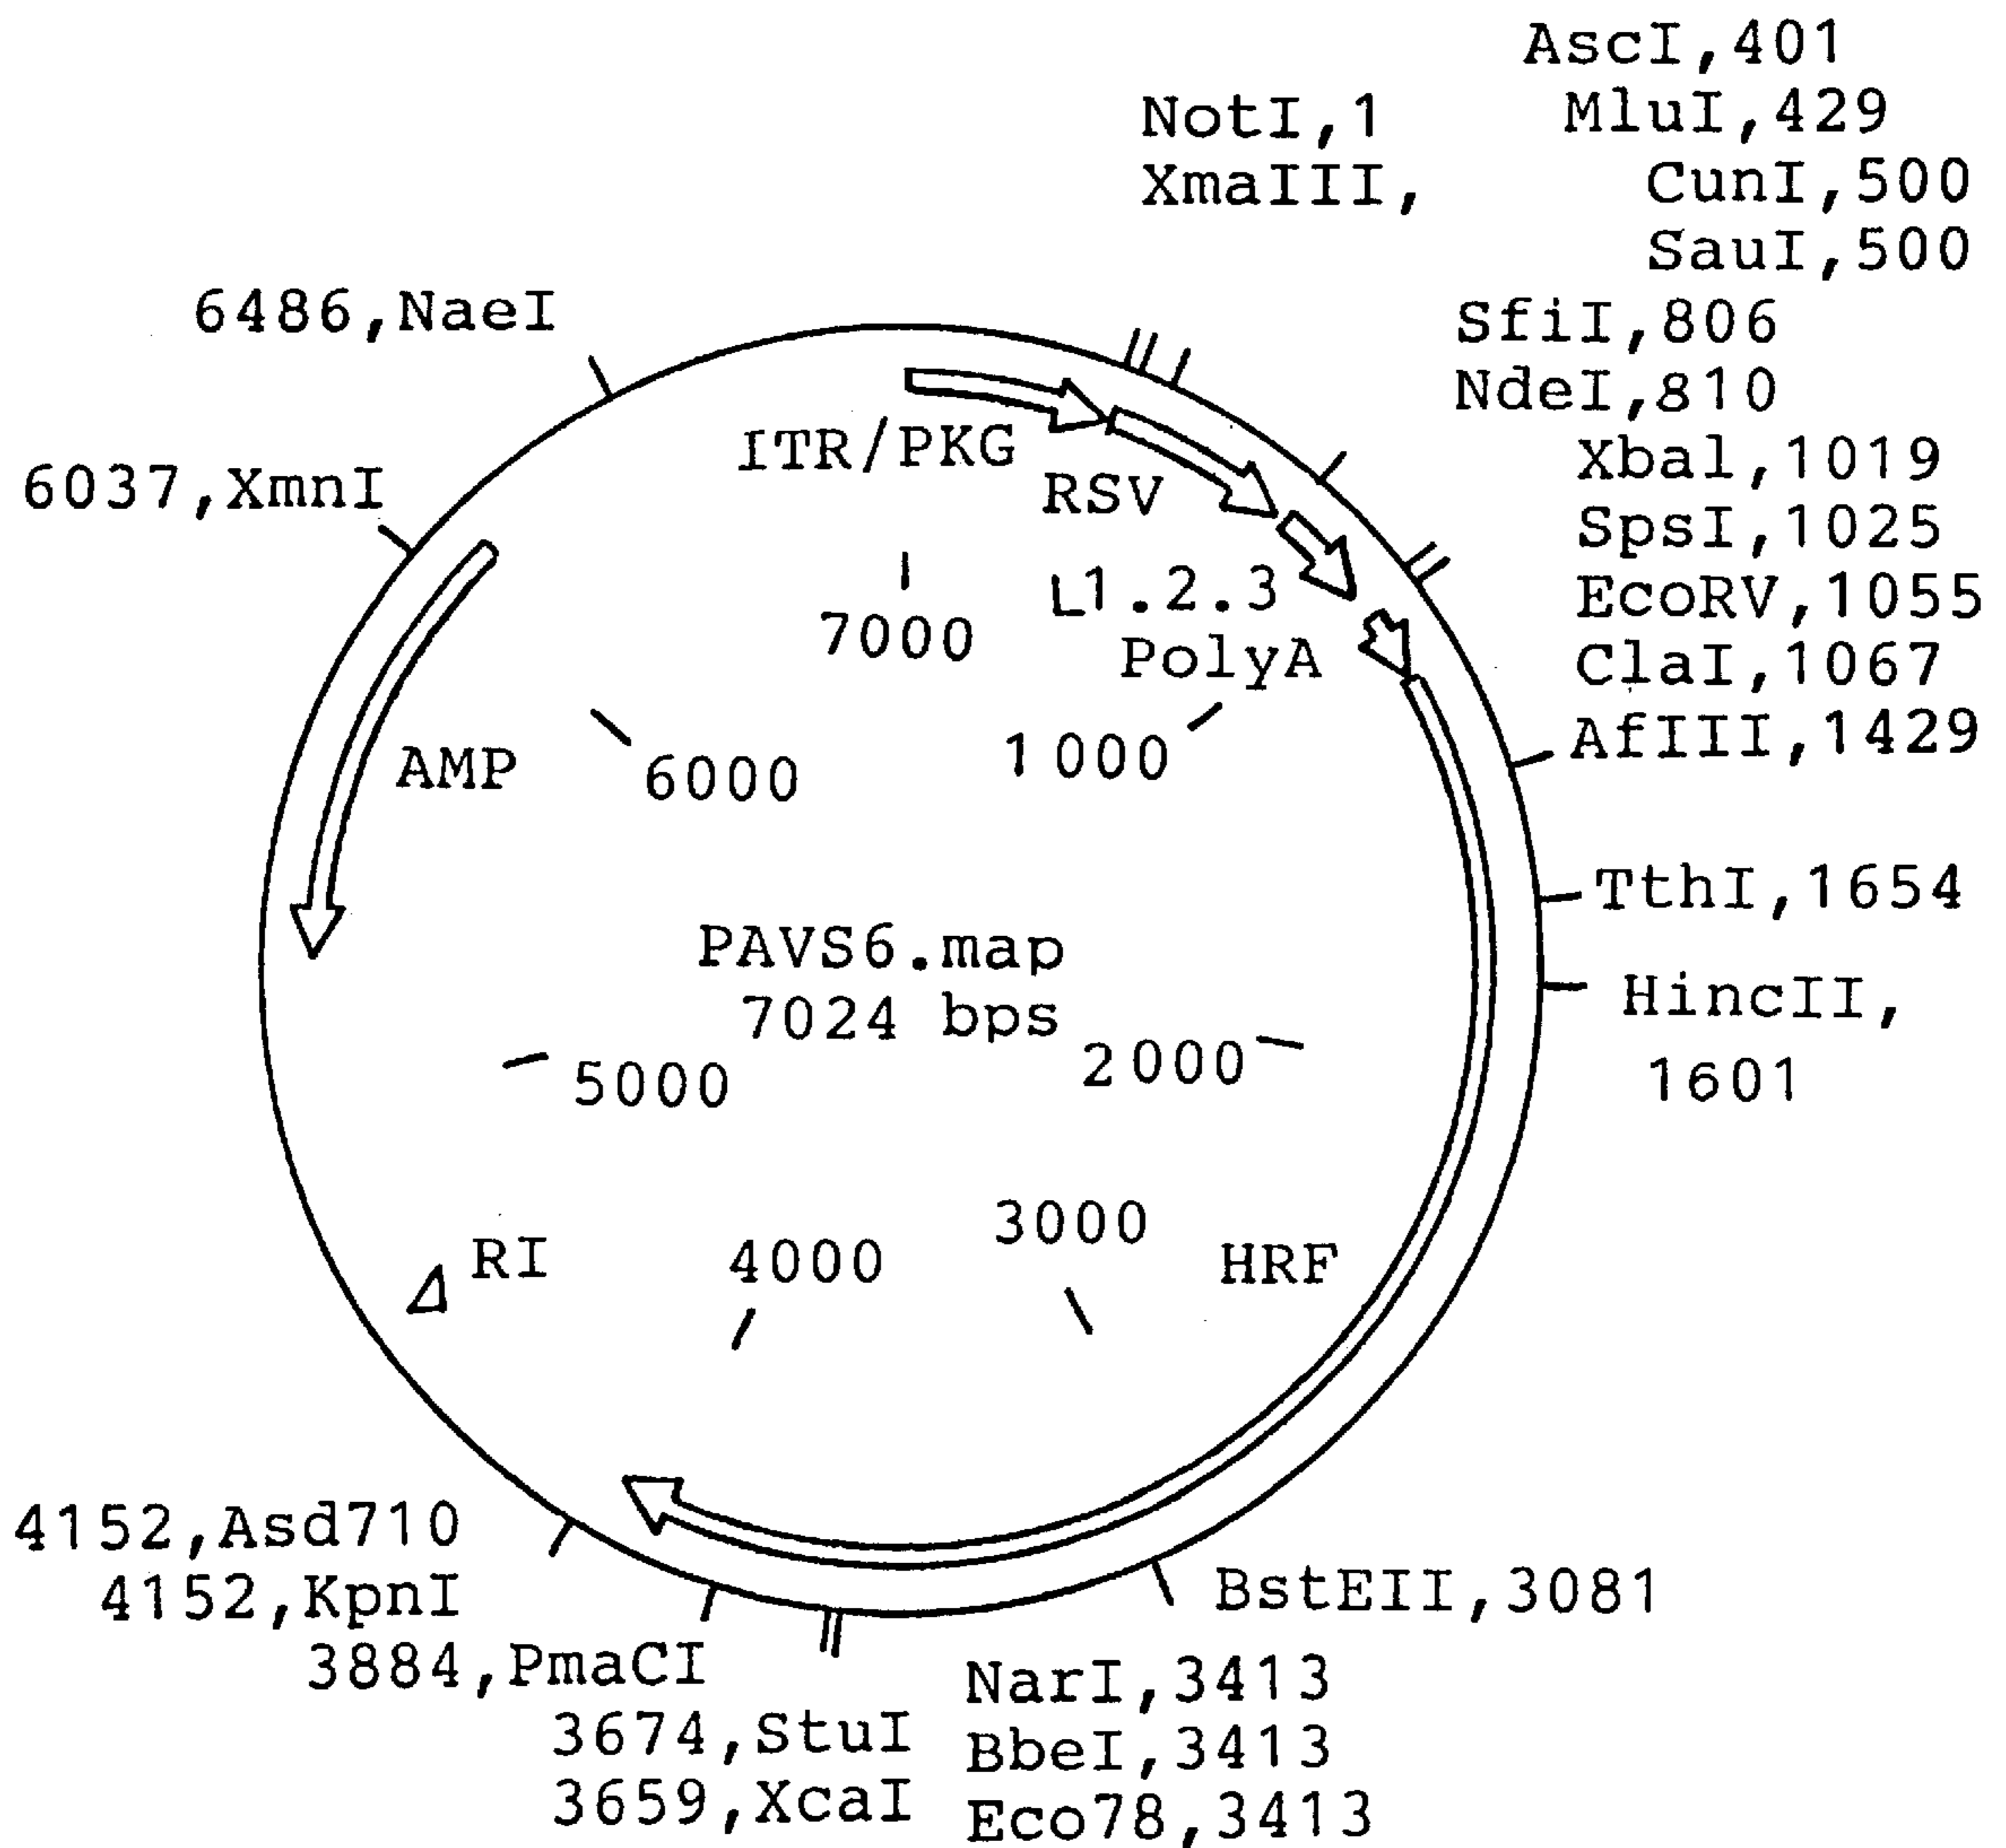 AscI,401
MluI,429
CunI,500
SauI,500
NotI,1
XmaIII,
SfiI,806
NdeI,810
Xbal,1019
SpsI,1025
EcoRV,1055
ClaI,1067
AfIII,1429
TthI,1654
HincII,
1601
BstEII,3081
NarI,3413
BbeI,3413
Eco78,3413
3674,StuI
3659,XcaI
3884,PmaCI
4152,Asd710
4152,KpnI
6037,XmnI
6486,NaeI
ITR/PKG
RSV
L1.2.3
PolyA
HRF
RI
AMP
7000
1000
2000
3000
4000
5000
6000
PAVS6.map
7024 bps